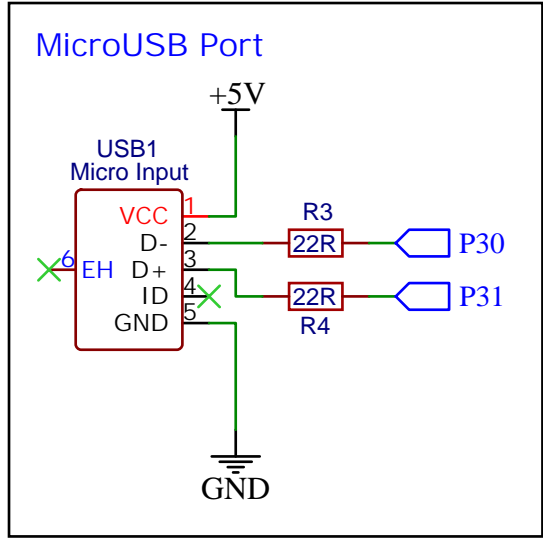 MicroUSB Port
+5V
USB1
Micro Input
VCC 1
D- 2
6 EH D+ 3
ID 4
GND 5
R3
22R P30
22R P31
R4
GND